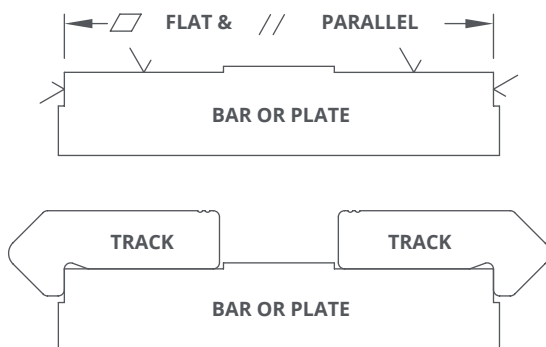 FLAT & // PARALLEL
BAR OR PLATE
TRACK TRACK
BAR OR PLATE